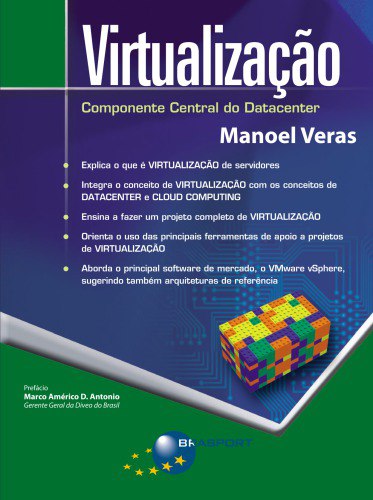 Virtualização
Componente Central do Datacenter
Manoel Veras
Explica o que é VIRTUALIZAÇÃO de servidores
Integra o conceito de VIRTUALIZAÇÃO com os conceitos de
DATACENTER e CLOUD COMPUTING
Ensina a fazer um projeto completo de VIRTUALIZAÇÃO
Orienta o uso das principais ferramentas de apoio a projetos
de VIRTUALIZAÇÃO
Aborda o principal software de mercado, o VMware vSphere,
sugerindo também arquiteturas de referência
Prefácio
Marco Américo D. Antonio
Gerente Geral da Divea do Brasil
BRASPORT